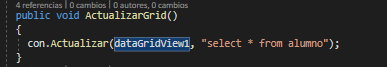 4 referencias | 0 cambios | 0 autores, 0 cambios
public void ActualizarGrid()
{
con.Actualizar(dataGridView1, "select * from alumno");
}